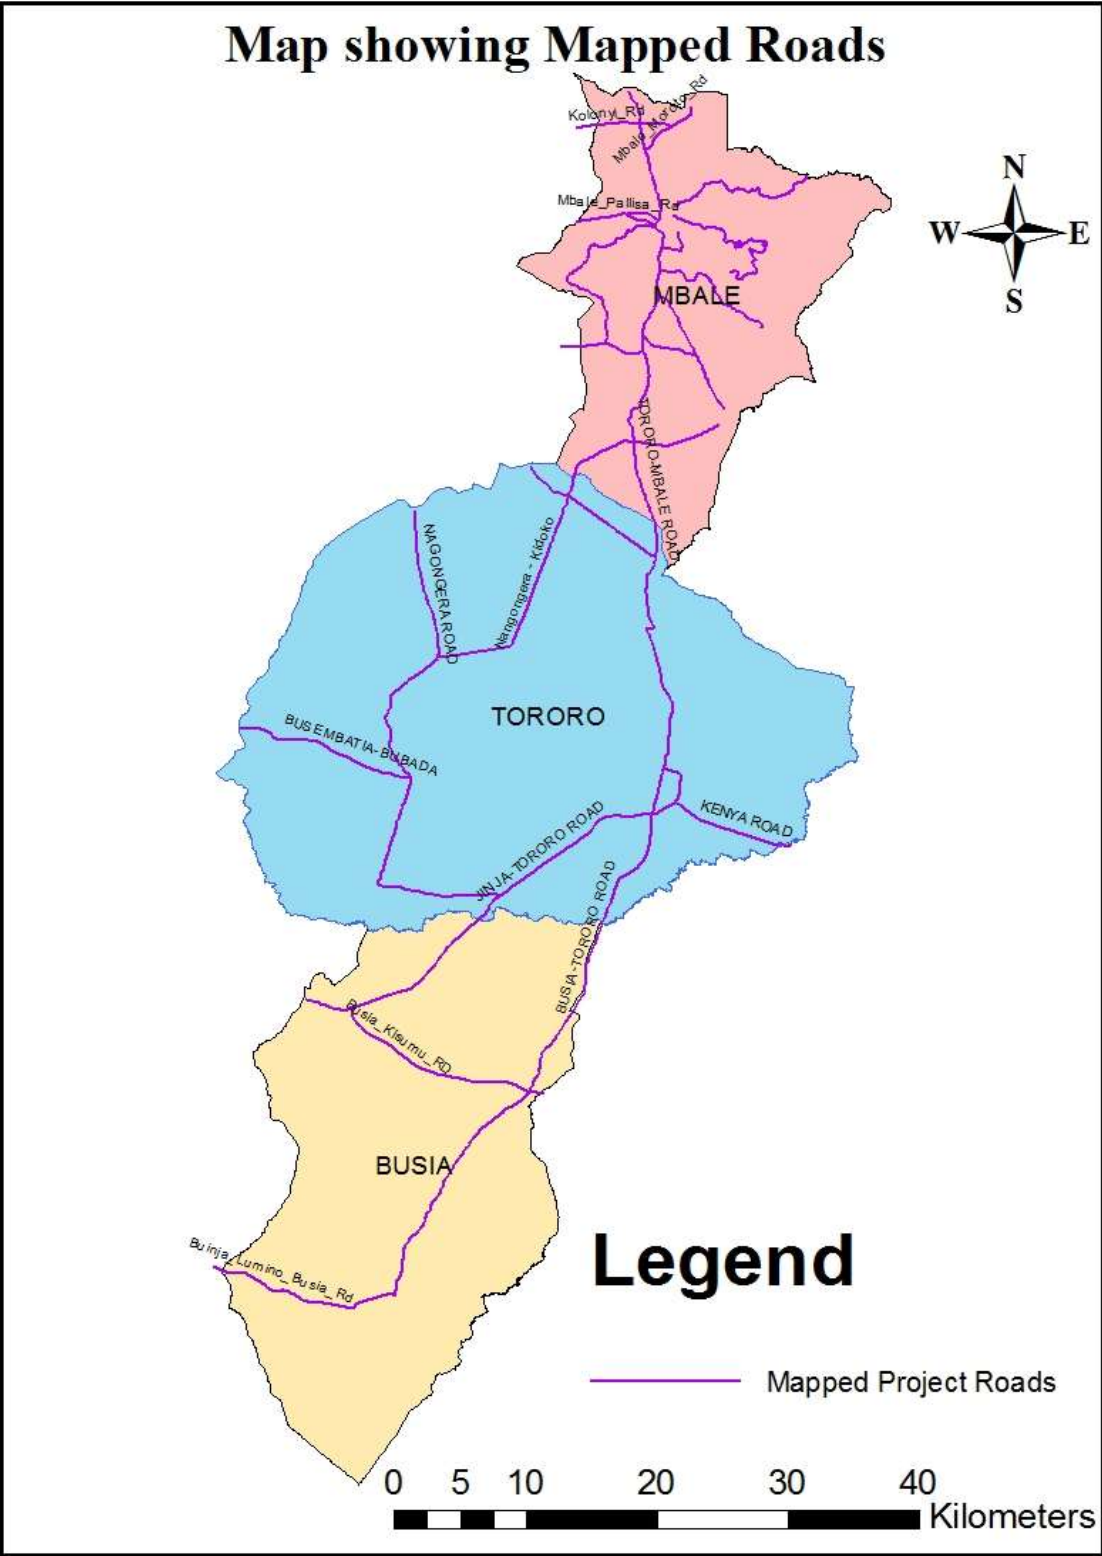 Map showing Mapped Roads
Kolonyi_Rd
Mbale_Moroto_Rd
N
Mbale_Pallisa_Rd
W
E
S
MBALE
TORORO-MBALE ROAD
NAGONGERA ROAD
Nangongera - Kidoko
TORORO
BUSEMBATIA-BUBADA
JINJA-TORORO ROAD
KENYA ROAD
BUSIA-TORORO ROAD
Busia_Kisumu_RD
BUSIA
Buinja_Lumino_Busia_Rd
Legend
Mapped Project Roads
0 5 10 20 30 40
Kilometers